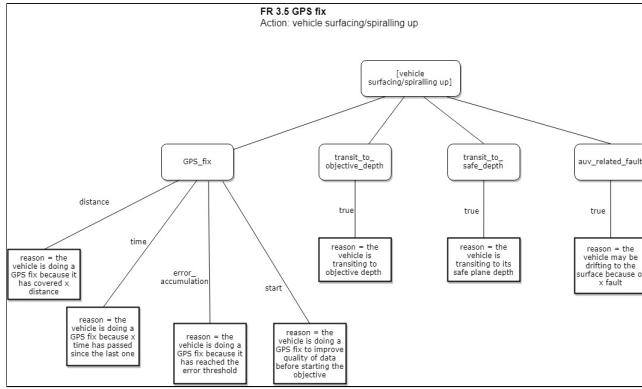 FR 3.5 GPS fix
Action: vehicle surfacing/spiralling up
[vehicle
surfacing/spiralling up]
GPS_fix
transit_to_
objective_depth
transit_to_
safe_depth
auv_related_fault
distance
time
error_
accumulation
start
true
true
true
reason = the
vehicle is doing a
GPS fix because it
has covered x
distance
reason = the
vehicle is doing a
GPS fix because x
time has passed
since the last one
reason = the
vehicle is doing a
GPS fix because it
has reached the
error threshold
reason = the
vehicle is doing a
GPS fix to improve
quality of data
before starting the
objective
reason = the
vehicle is
transiting to
objective depth
reason = the
vehicle is
transiting to its
safe plane depth
reason = the
vehicle may be
drifting to the
surface because o
x fault